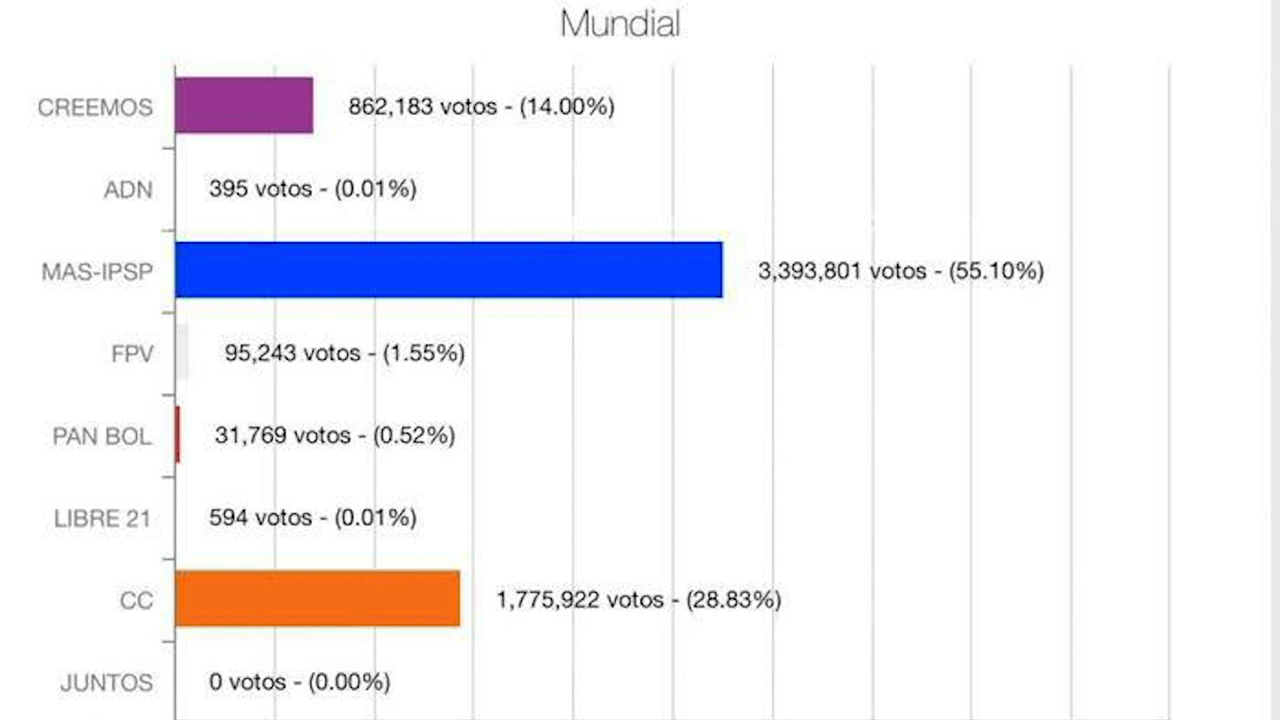 Mundial
CREEMOS 862,183 votos - (14.00%)
ADN 395 votos - (0.01%)
MAS-IPSP 3,393,801 votos - (55.10%)
FPV 95,243 votos - (1.55%)
PAN BOL 31,769 votos - (0.52%)
LIBRE 21 594 votos - (0.01%)
CC 1,775,922 votos - (28.83%)
JUNTOS 0 votos - (0.00%)